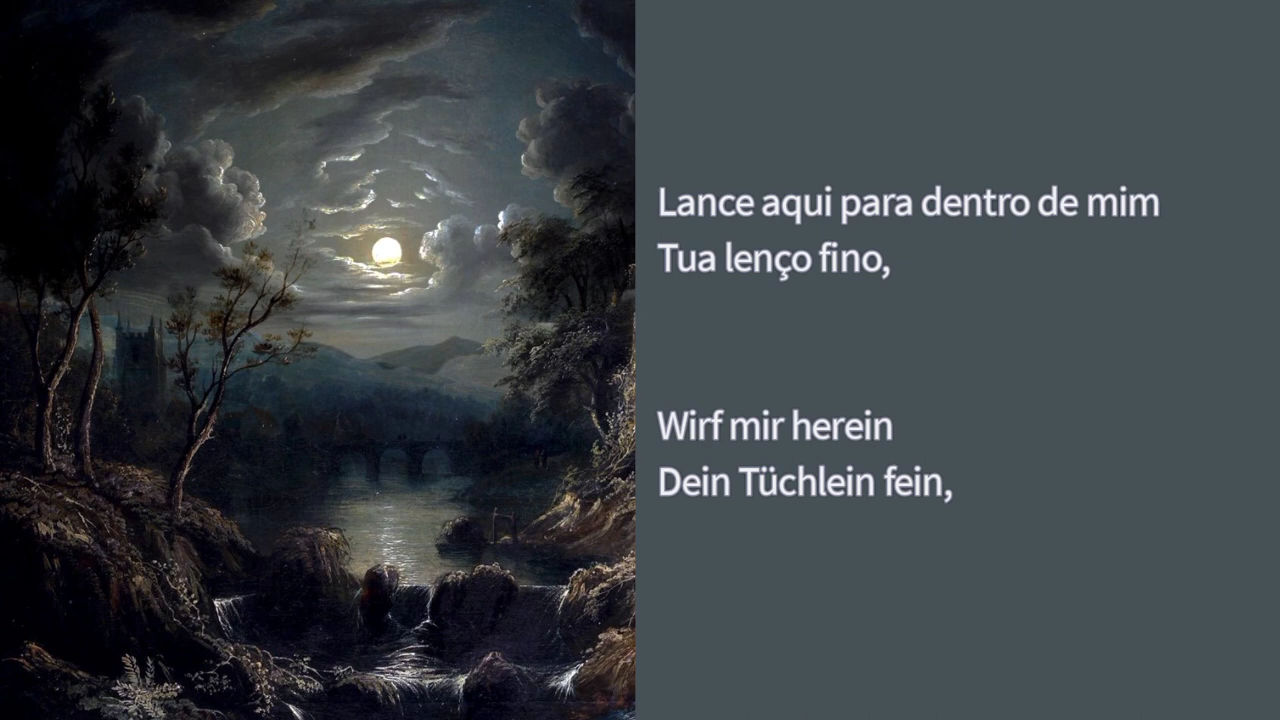 Lance aqui para dentro de mim
Tua lenço fino,
Wirf mir herein
Dein Tüchlein fein,